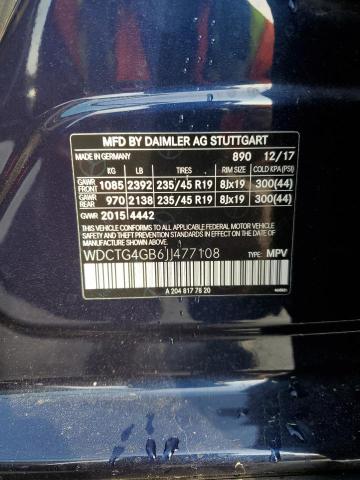 MFD BY DAIMLER AG STUTTGART
MADE IN GERMANY 890 12/17
KG LB TIRES RIM SIZE COLD KPA(PSI)
GAWR FRONT 1085 2392 235/45 R19 8Jx19 300(44)
GAWR REAR 970 2138 235/45 R19 8Jx19 300(44)
GVWR 2015 4442
THIS VEHICLE CONFORMS TO ALL APPLICABLE
U.S. FEDERAL MOTOR VEHICLE SAFETY
STANDARDS IN EFFECT ON THE DATE
OF MANUFACTURE SHOWN ABOVE.
WDCTG4GB6JJ477108 TYPE: MPV
A 204 817 78 20